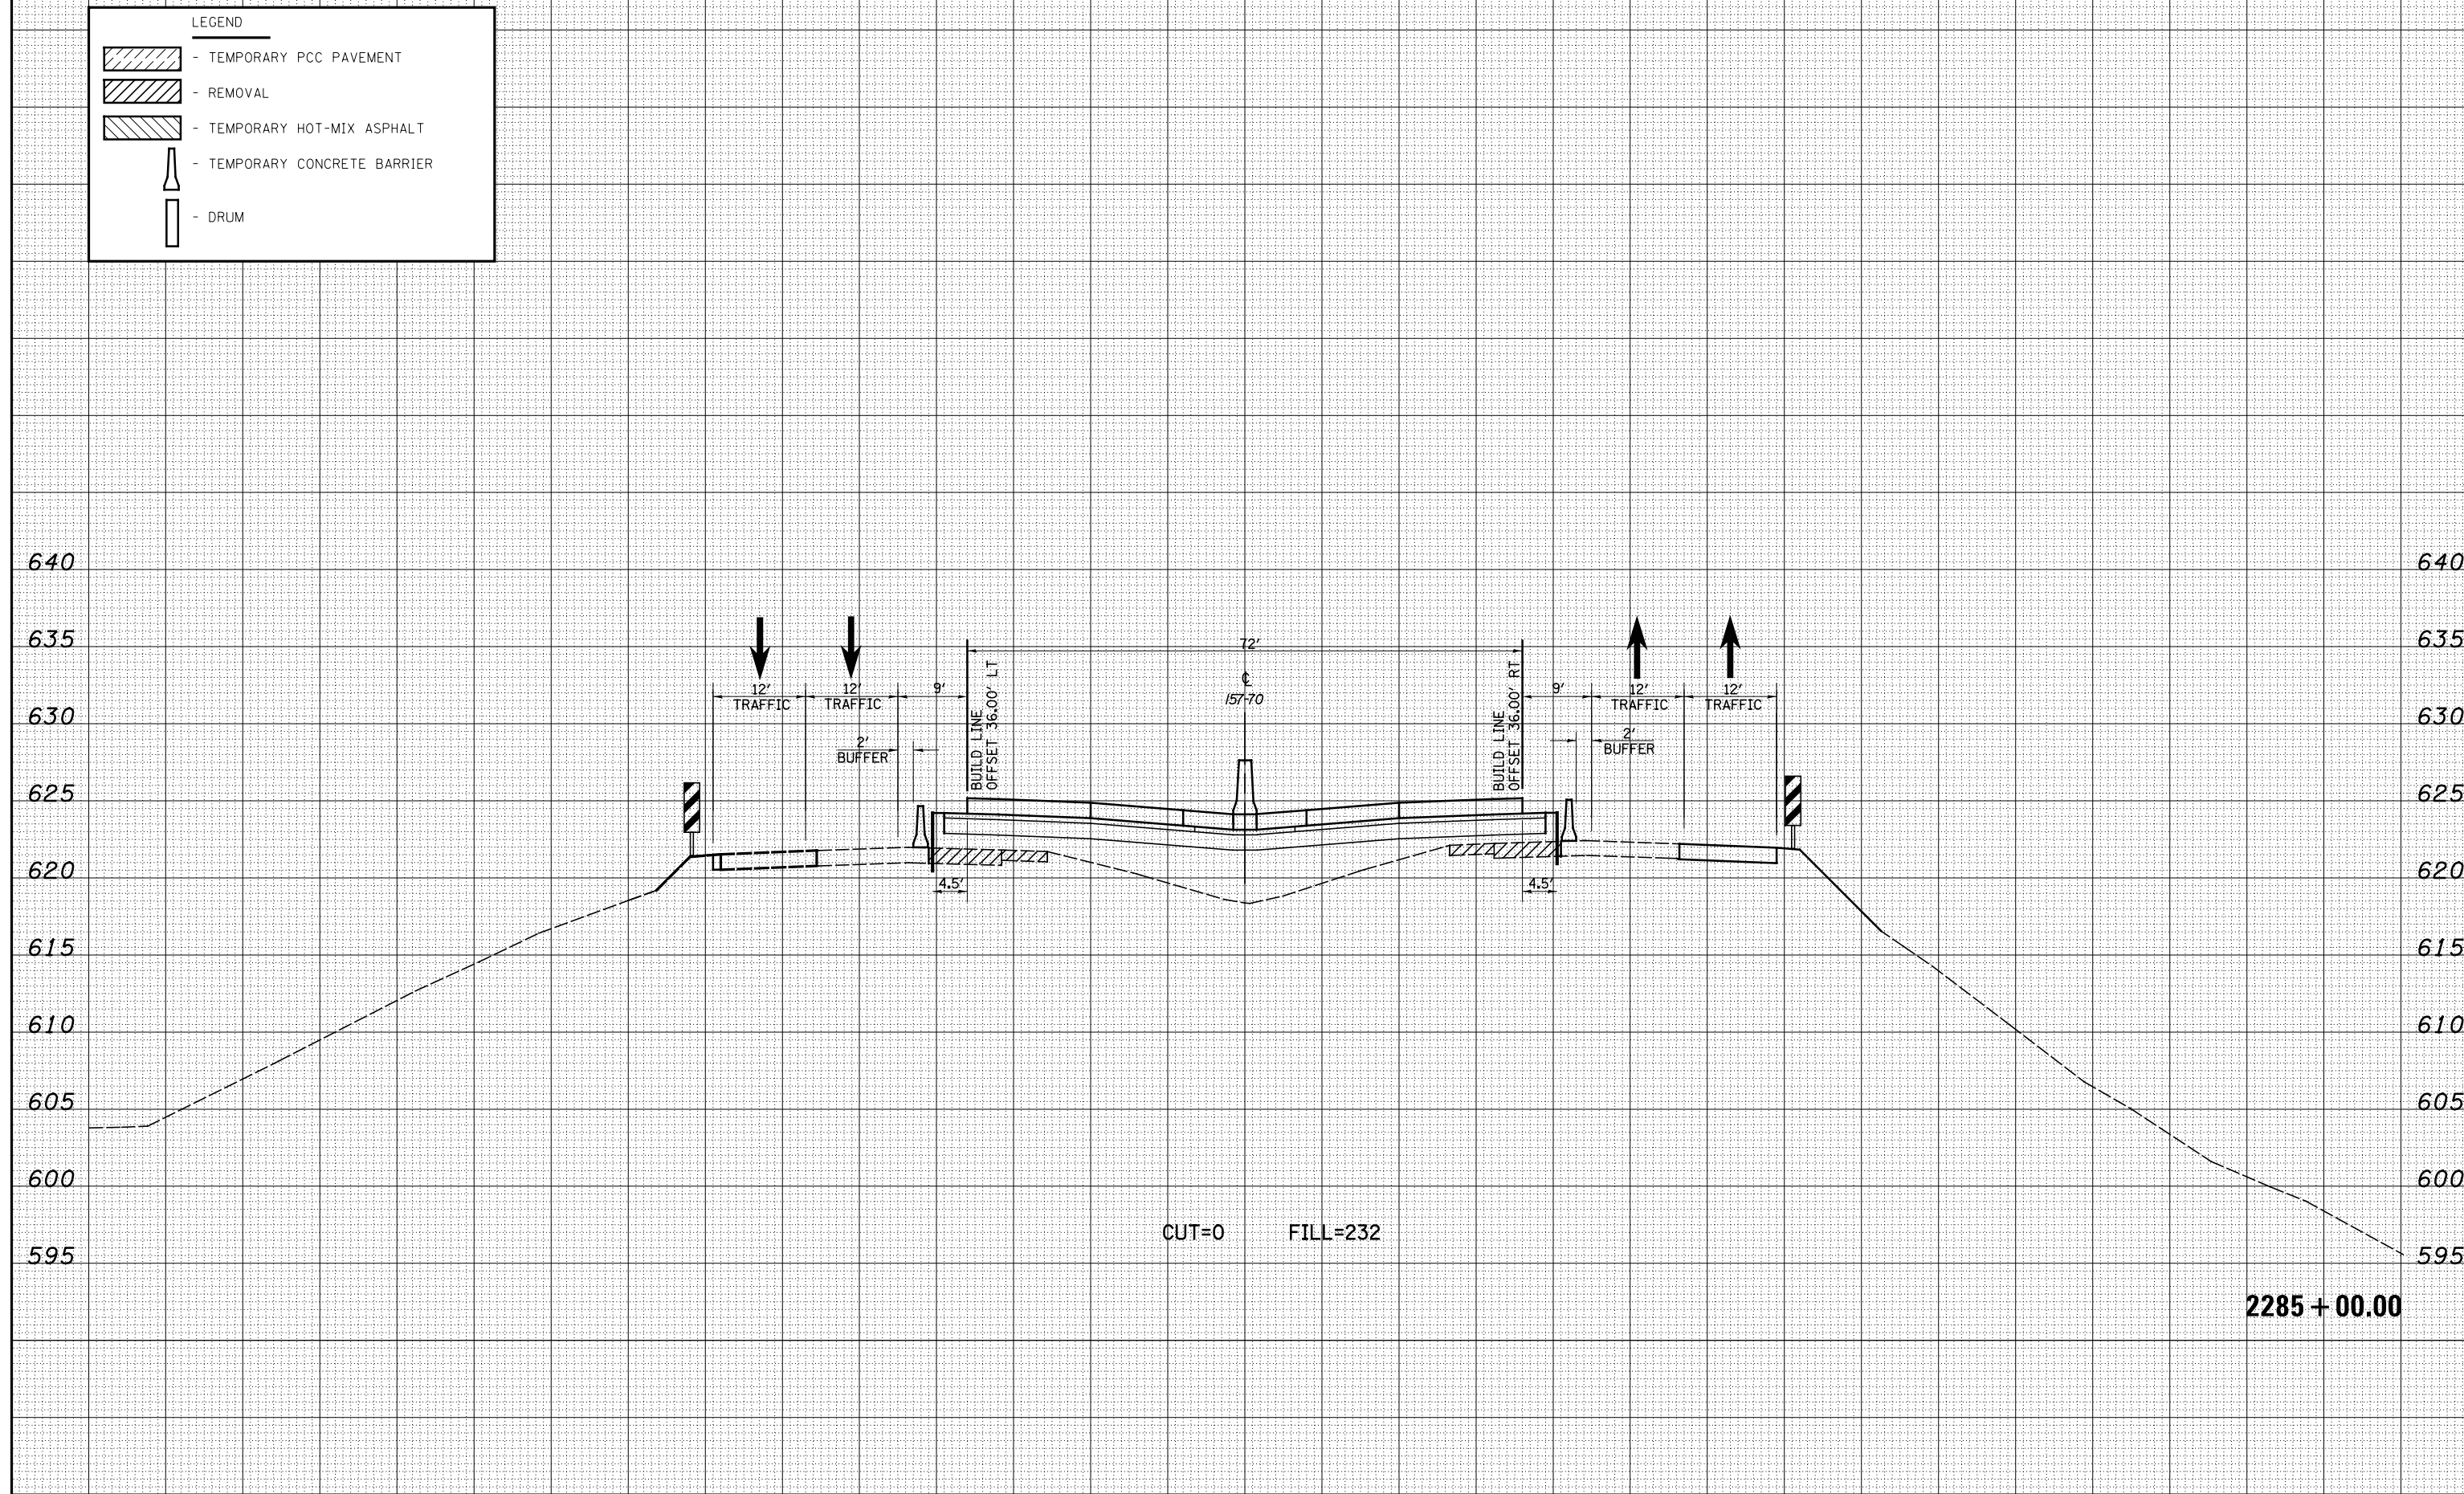 LEGEND
- TEMPORARY PCC PAVEMENT
- REMOVAL
- TEMPORARY HOT-MIX ASPHALT
- TEMPORARY CONCRETE BARRIER
- DRUM
640
640
635
635
72'
℄
157-70
12'
TRAFFIC
12'
TRAFFIC
9'
BUILD LINE
OFFSET 36.00' LT
BUILD LINE
OFFSET 36.00' RT
9'
12'
TRAFFIC
12'
TRAFFIC
630
630
2'
BUFFER
2'
BUFFER
625
625
620
620
4.5'
4.5'
615
615
610
610
605
605
600
600
CUT=0 FILL=232
595
595
2285+00.00